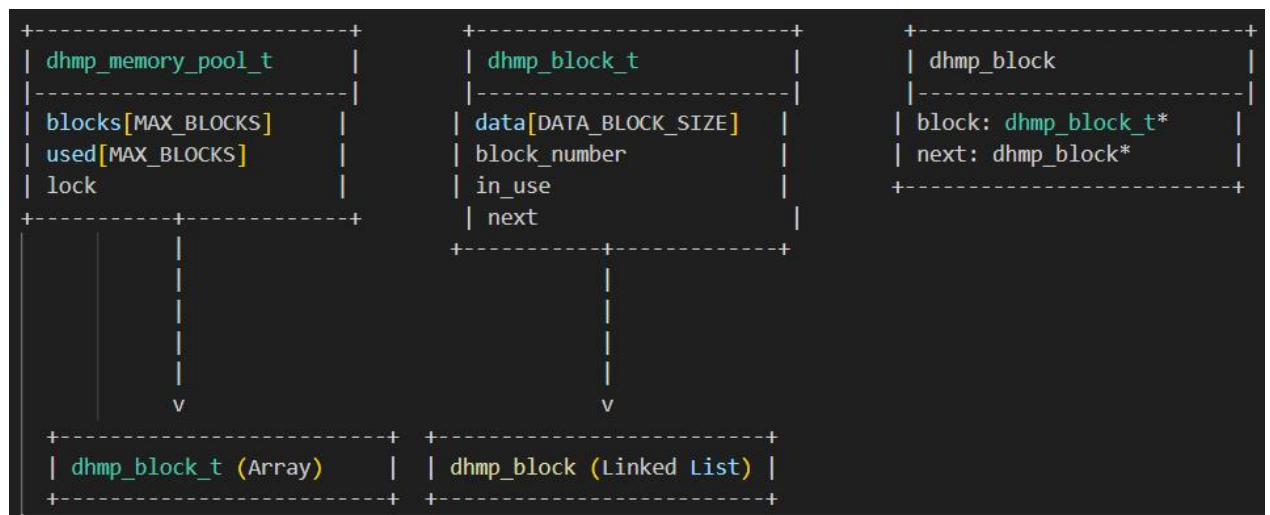 dhmp_memory_pool_t
blocks[MAX_BLOCKS]
used[MAX_BLOCKS]
lock
dhmp_block_t
data[DATA_BLOCK_SIZE]
block_number
in_use
next
dhmp_block
block: dhmp_block_t*
next: dhmp_block*
v
v
dhmp_block_t (Array)
dhmp_block (Linked List)